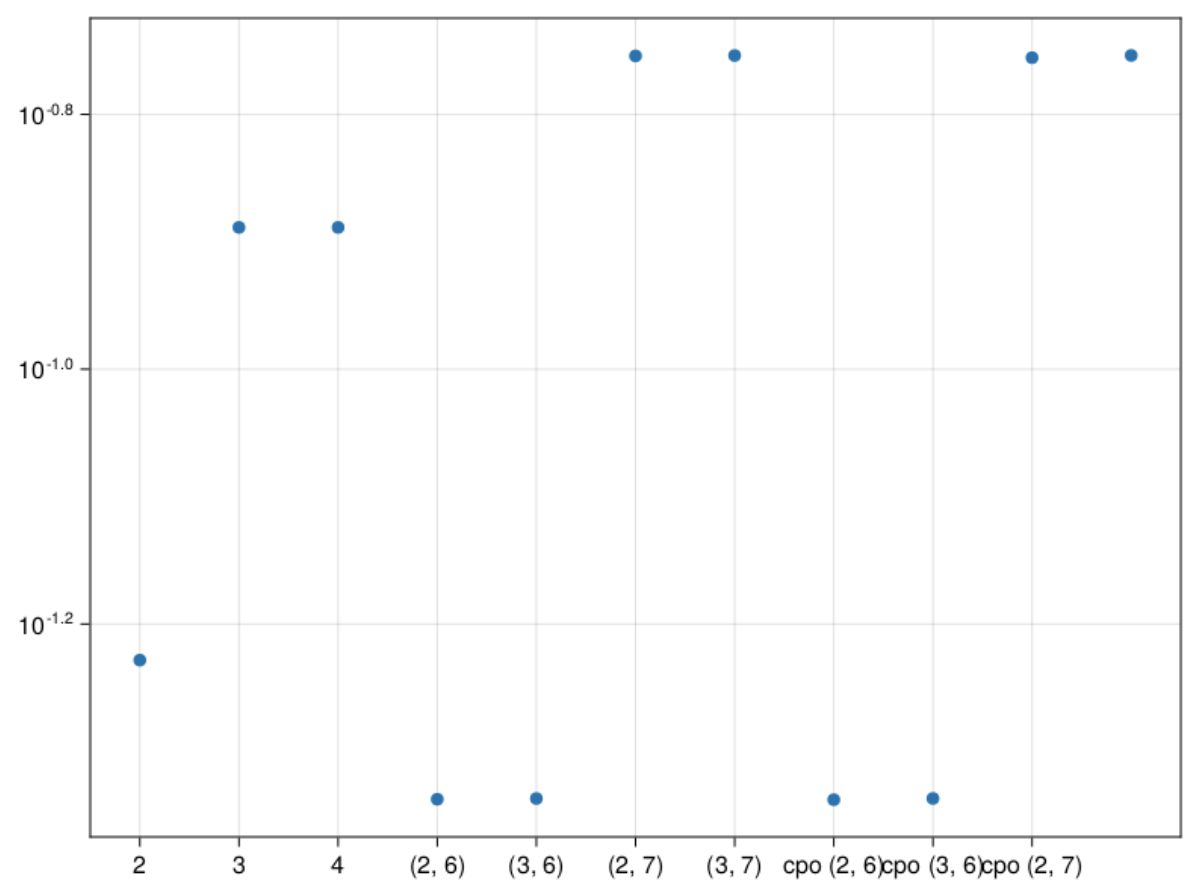 10-0.8
10-1.0
10-1.2
2 3 4 (2, 6) (3, 6) (2, 7) (3, 7) cpo (2, 6) cpo (3, 6) cpo (2, 7)